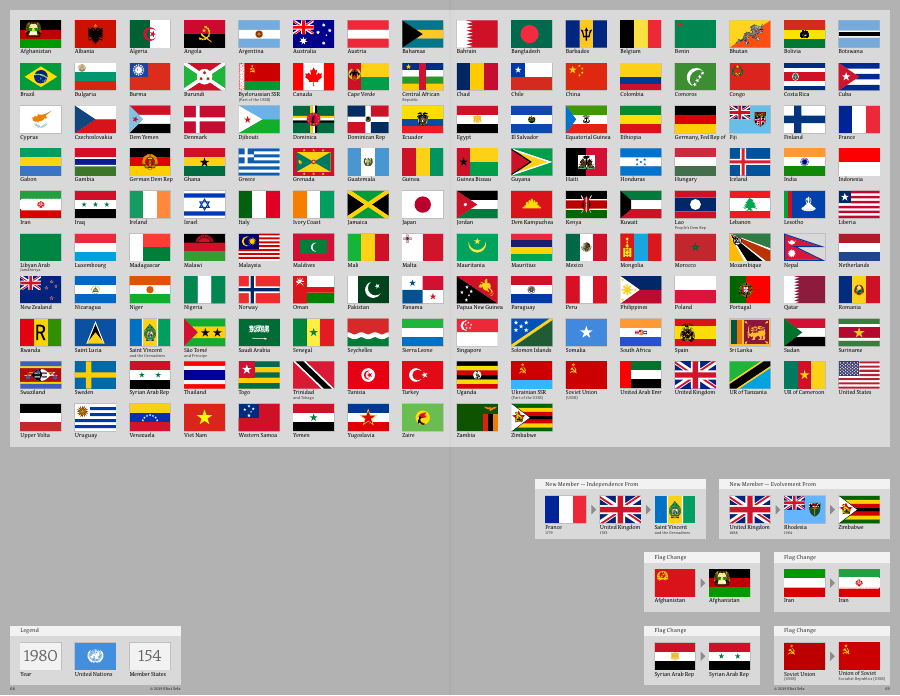 Afghanistan Albania Algeria Angola Argentina Australia Austria Bahamas Bahrain Bangladesh Barbados Belgium Benin Bhutan Bolivia Botswana
Brazil Bulgaria Burma Burundi Byelorussian SSR Canada Cape Verde Central African Chad Chile China Colombia Comoros Congo Costa Rica Cuba
(Part of the USSR) Republic
Cyprus Czechoslovakia Dem Yemen Denmark Djibouti Dominica Dominican Rep Ecuador Egypt El Salvador Equatorial Guinea Ethiopia Germany, Fed Rep of Fiji Finland France
Gabon Gambia German Dem Rep Ghana Greece Grenada Guatemala Guinea Guinea Bissau Guyana Haiti Honduras Hungary Iceland India Indonesia
Iran Iraq Ireland Israel Italy Ivory Coast Jamaica Japan Jordan Dem Kampuchea Kenya Kuwait Lao Lebanon Lesotho Liberia
People's Dem Rep
Libyan Arab Luxembourg Madagascar Malawi Malaysia Maldives Mali Malta Mauritania Mauritius Mexico Mongolia Morocco Mozambique Nepal Netherlands
Jamahiriya
New Zealand Nicaragua Niger Nigeria Norway Oman Pakistan Panama Papua New Guinea Paraguay Peru Philippines Poland Portugal Qatar Romania
R
Rwanda Saint Lucia Saint Vincent São Tomé Saudi Arabia Senegal Seychelles Sierra Leone Singapore Solomon Islands Somalia South Africa Spain Sri Lanka Sudan Suriname
and the Grenadines and Principe
Swaziland Sweden Syrian Arab Rep Thailand Togo Trinidad Tunisia Turkey Uganda Ukrainian SSR Soviet Union United Arab Emr United Kingdom UR of Tanzania UR of Cameroon United States
and Tobago (Part of the USSR) (USSR)
Upper Volta Uruguay Venezuela Viet Nam Western Samoa Yemen Yugoslavia Zaire Zambia Zimbabwe
New Member — Independence From
France United Kingdom Saint Vincent
and the Grenadines
New Member — Evolvement From
United Kingdom Rhodesia Zimbabwe
Flag Change
Afghanistan Afghanistan
Flag Change
Iran Iran
Legend
1980 154
Year United Nations Member States
Flag Change
Syrian Arab Rep Syrian Arab Rep
Flag Change
Soviet Union Union of Soviet
(USSR) Socialist Republics (USSR)